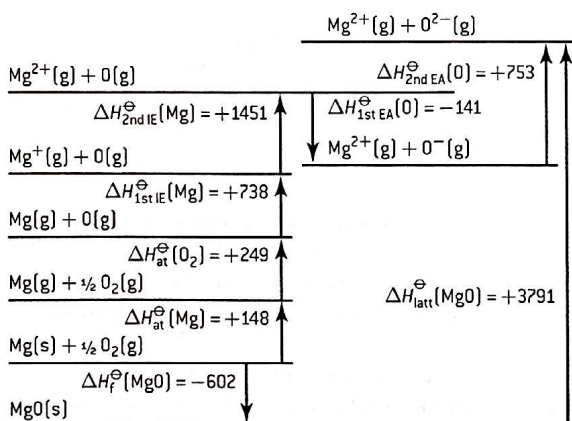 Mg²⁺(g) + O²⁻(g)
Mg²⁺(g) + O(g)
ΔH⊖2nd EA(O) = +753
ΔH⊖2nd IE(Mg) = +1451
ΔH⊖1st EA(O) = −141
Mg⁺(g) + O(g)
Mg²⁺(g) + O⁻(g)
ΔH⊖1st IE(Mg) = +738
Mg(g) + O(g)
ΔH⊖at(O₂) = +249
Mg(g) + ½ O₂(g)
ΔH⊖latt(MgO) = +3791
ΔH⊖at(Mg) = +148
Mg(s) + ½ O₂(g)
ΔH⊖f(MgO) = −602
MgO(s)